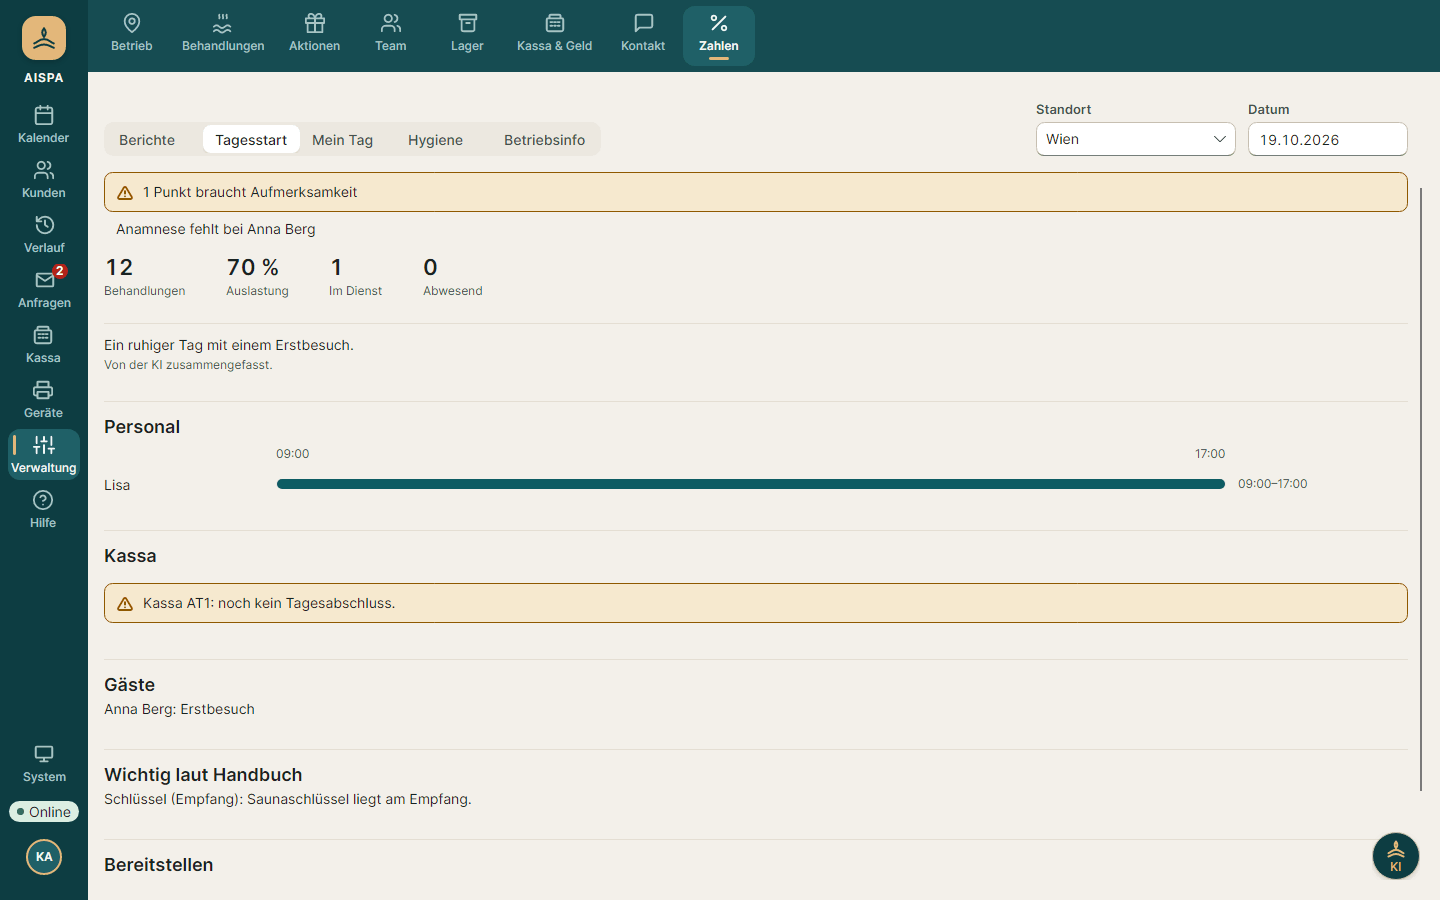 AISPA
Kalender
Kunden
Verlauf
2
Anfragen
Kassa
Geräte
Verwaltung
Hilfe
System
Online
KA
Betrieb
Behandlungen
Aktionen
Team
Lager
Kassa & Geld
Kontakt
Zahlen
Berichte
Tagesstart
Mein Tag
Hygiene
Betriebsinfo
Standort
Wien
Datum
19.10.2026
1 Punkt braucht Aufmerksamkeit
Anamnese fehlt bei Anna Berg
12
Behandlungen
70 %
Auslastung
1
Im Dienst
0
Abwesend
Ein ruhiger Tag mit einem Erstbesuch.
Von der KI zusammengefasst.
Personal
09:00
17:00
Lisa
09:00–17:00
Kassa
Kassa AT1: noch kein Tagesabschluss.
Gäste
Anna Berg: Erstbesuch
Wichtig laut Handbuch
Schlüssel (Empfang): Saunaschlüssel liegt am Empfang.
Bereitstellen
KI